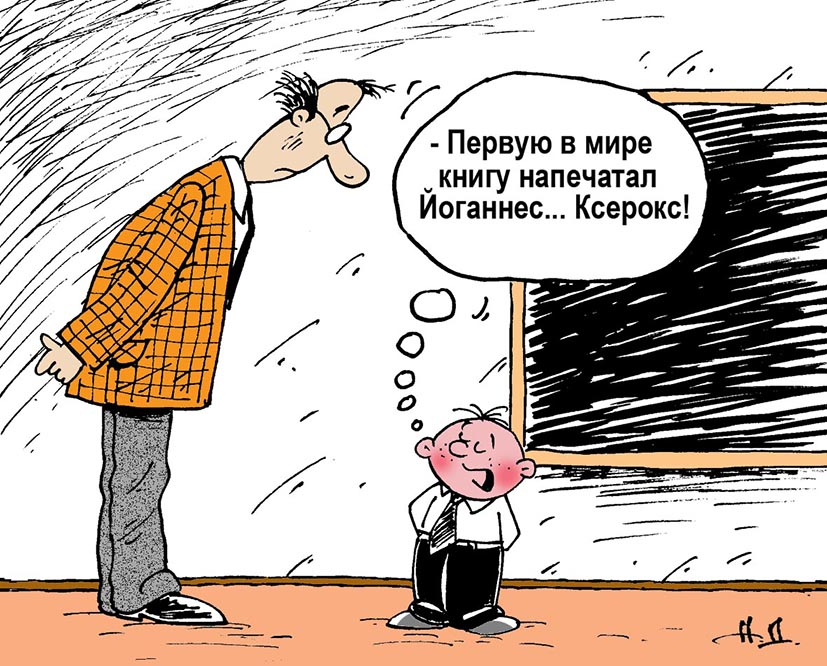 - Первую в мире
книгу напечатал
Йоганнес... Ксерокс!